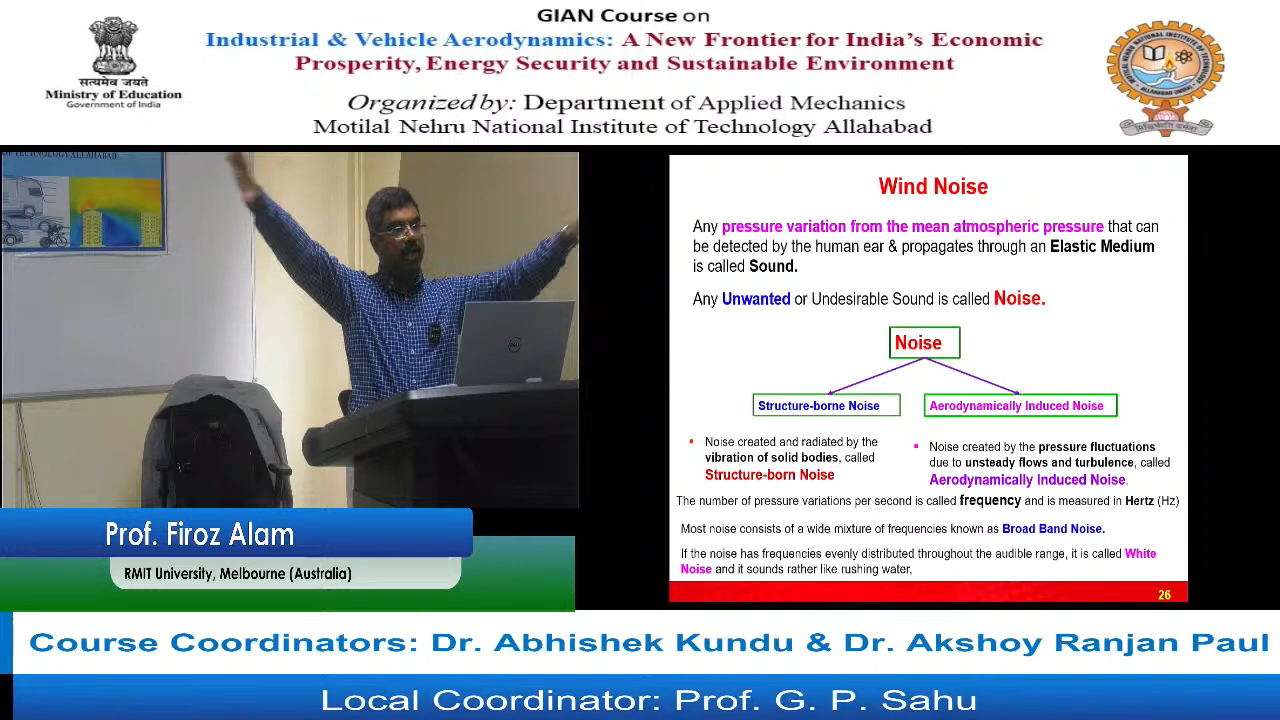 GIAN Course on
Industrial & Vehicle Aerodynamics: A New Frontier for India's Economic
Prosperity, Energy Security and Sustainable Environment
Organized by: Department of Applied Mechanics
Motilal Nehru National Institute of Technology Allahabad
सत्यमेव जयते
Ministry of Education
Government of India
OF TECHNOLOGY ALLAHABAD
DELL
Wind Noise
Any pressure variation from the mean atmospheric pressure that can
be detected by the human ear & propagates through an Elastic Medium
is called Sound.
Any Unwanted or Undesirable Sound is called Noise.
Noise
Structure-borne Noise
Aerodynamically Induced Noise
Noise created and radiated by the
vibration of solid bodies, called
Structure-born Noise
Noise created by the pressure fluctuations
due to unsteady flows and turbulence, called
Aerodynamically Induced Noise.
The number of pressure variations per second is called frequency and is measured in Hertz (Hz)
Most noise consists of a wide mixture of frequencies known as Broad Band Noise.
If the noise has frequencies evenly distributed throughout the audible range, it is called White
Noise and it sounds rather like rushing water,
26
Prof. Firoz Alam
RMIT University, Melbourne (Australia)
Course Coordinators: Dr. Abhishek Kundu & Dr. Akshoy Ranjan Paul
Local Coordinator: Prof. G. P. Sahu